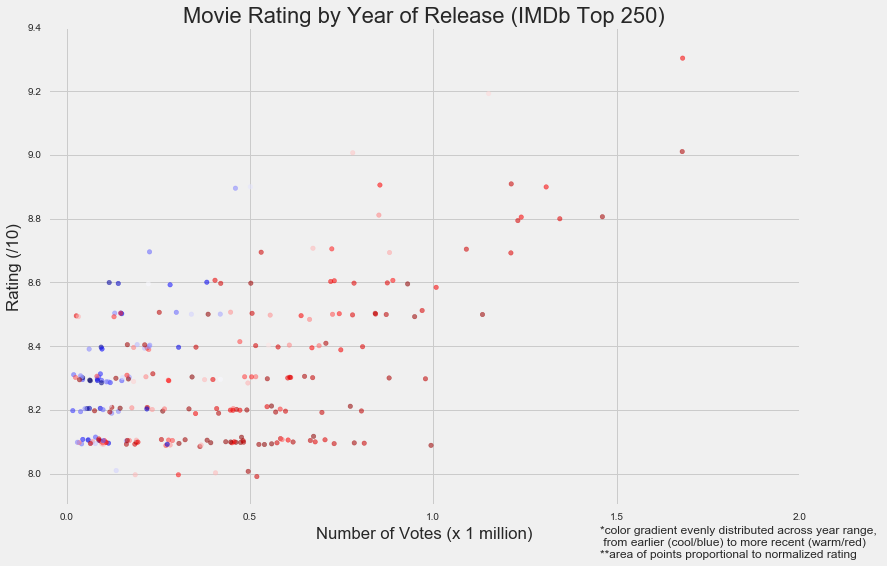 Movie Rating by Year of Release (IMDb Top 250)
9.4
9.2
9.0
8.8
8.6
8.4
8.2
8.0
Rating (/10)
0.0 0.5 1.0 1.5 2.0
Number of Votes (x 1 million)
*color gradient evenly distributed across year range,
from earlier (cool/blue) to more recent (warm/red)
**area of points proportional to normalized rating